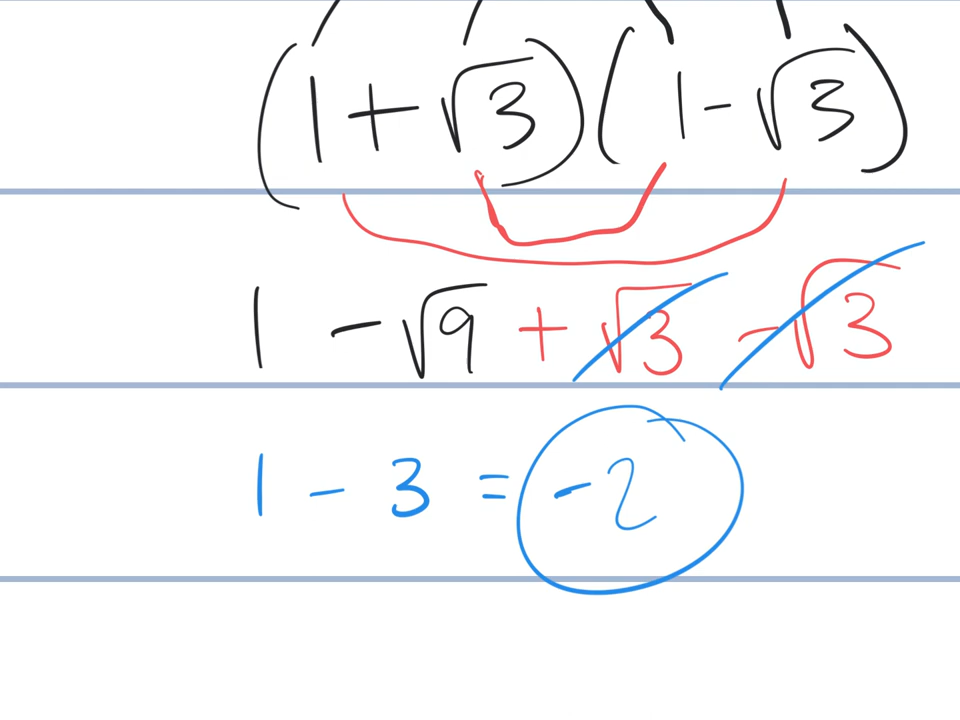 (1 + √3)(1 - √3)
1 - √9 + √3 - √3
1 - 3 = -2